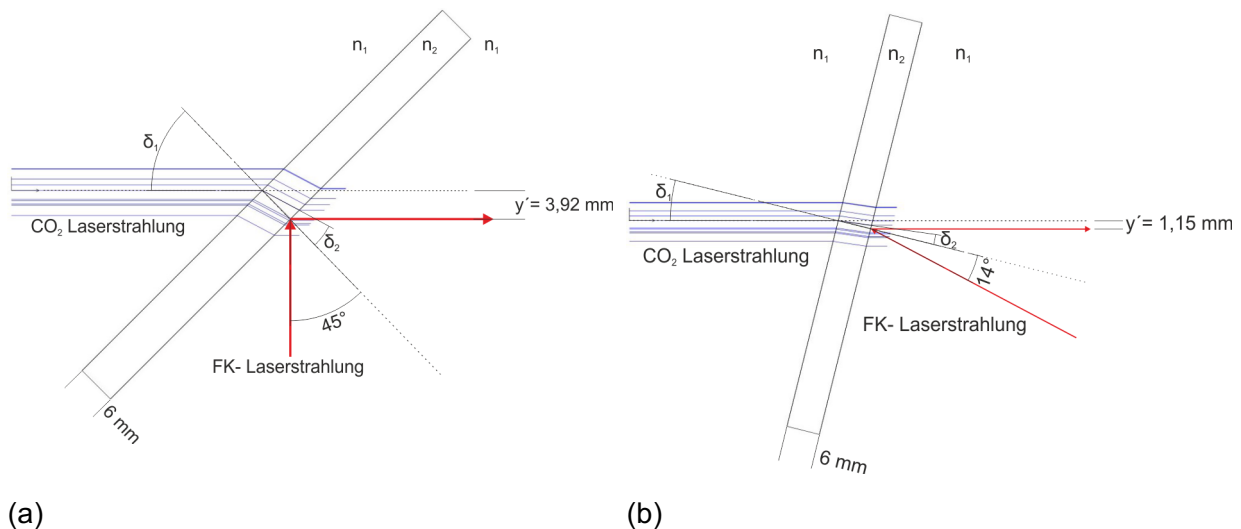 n₁ n₂ n₁
δ₁
CO₂ Laserstrahlung
y´= 3,92 mm
δ₂
45°
FK- Laserstrahlung
6 mm
(a)
n₁ n₂ n₁
δ₁
CO₂ Laserstrahlung
y´= 1,15 mm
δ₂
14°
FK- Laserstrahlung
6 mm
(b)